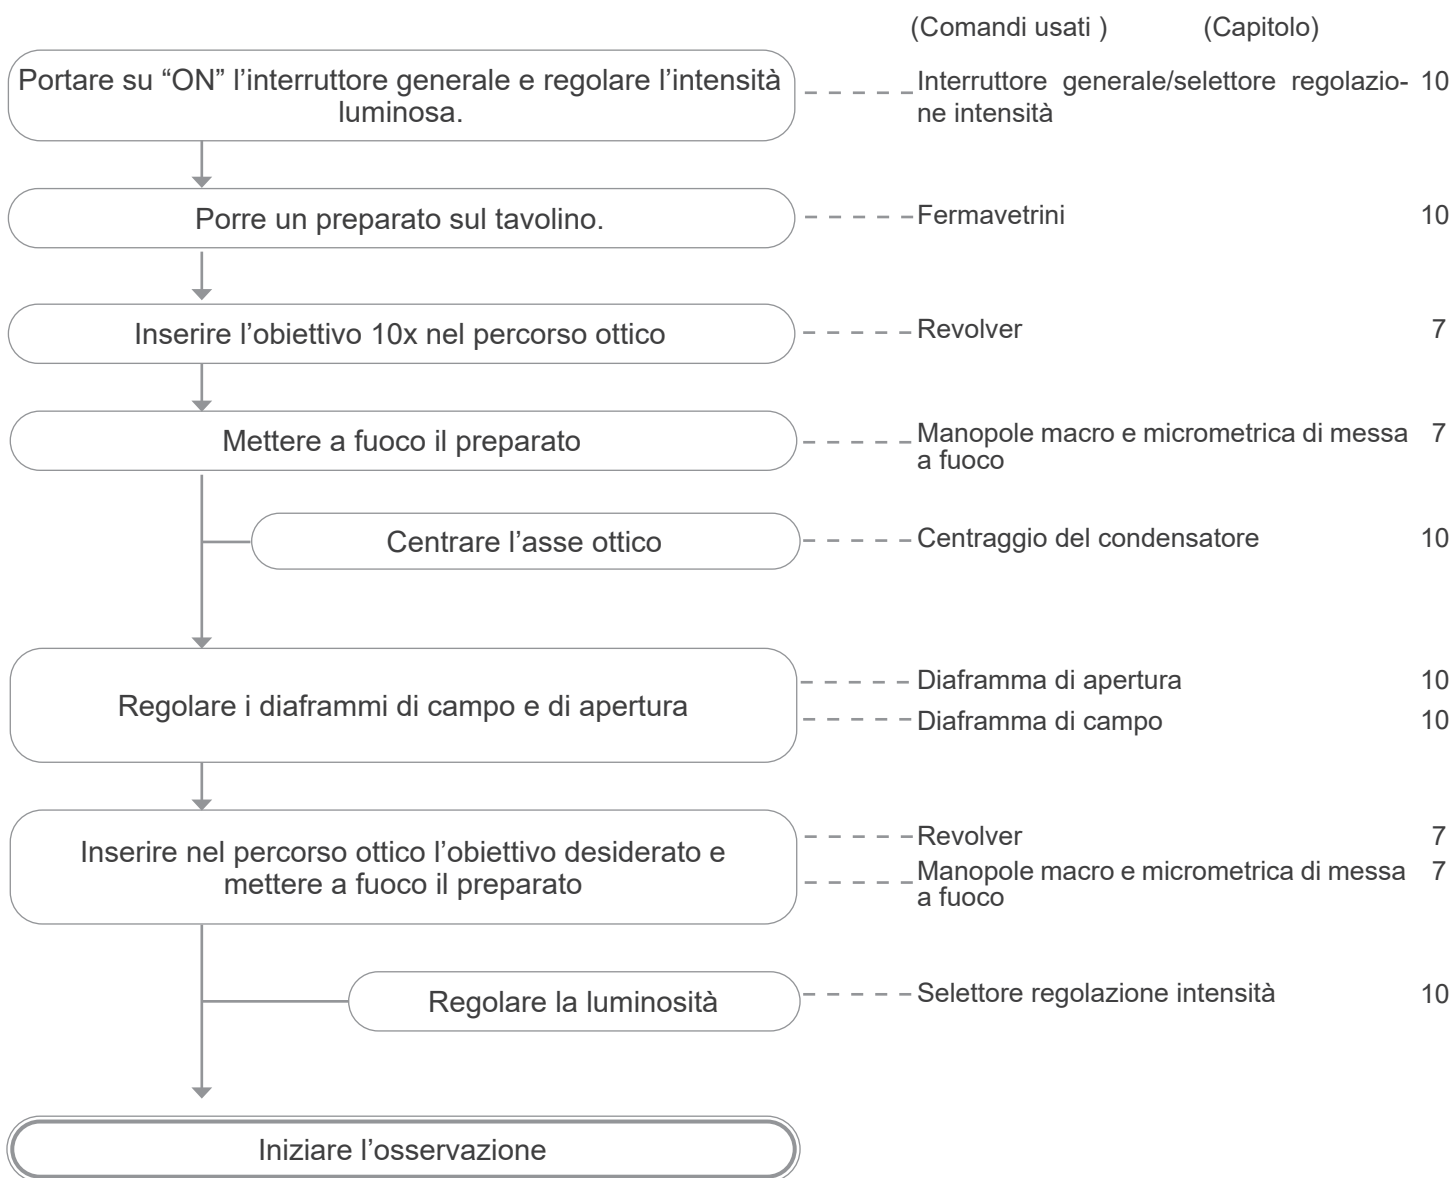 (Comandi usati ) (Capitolo)
Portare su “ON” l’interruttore generale e regolare l’intensità
luminosa.
Interruttore generale/selettore regolazio- 10
ne intensità
Porre un preparato sul tavolino.
Fermavetrini 10
Inserire l’obiettivo 10x nel percorso ottico
Revolver 7
Mettere a fuoco il preparato
Manopole macro e micrometrica di messa 7
a fuoco
Centrare l’asse ottico
Centraggio del condensatore 10
Regolare i diaframmi di campo e di apertura
Diaframma di apertura 10
Diaframma di campo 10
Inserire nel percorso ottico l’obiettivo desiderato e
mettere a fuoco il preparato
Revolver 7
Manopole macro e micrometrica di messa 7
a fuoco
Regolare la luminosità
Selettore regolazione intensità 10
Iniziare l’osservazione